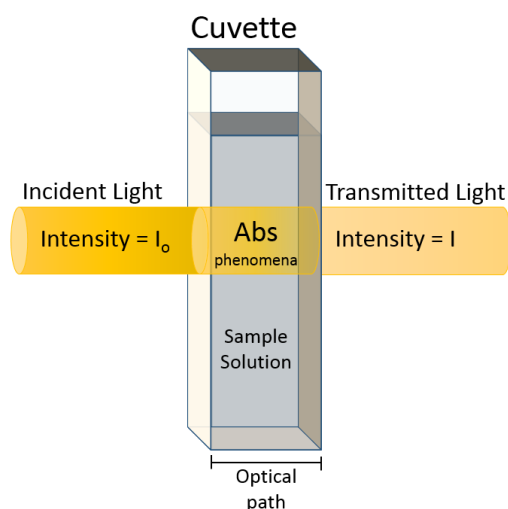 Cuvette
Incident Light
Transmitted Light
Intensity = Iₒ
Abs
phenomena
Intensity = I
Sample
Solution
Optical
path